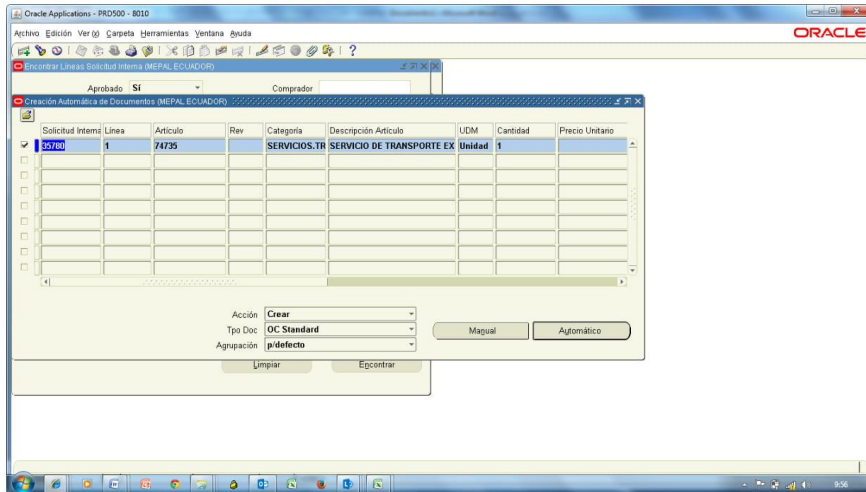 Oracle Applications - PRD500 - 8010
Archivo Edición Ver(y) Carpeta Herramientas Ventana Ayuda
ORACLE
Encontrar Líneas Solicitud Interna (MEPAL ECUADOR)
Aprobado Sí Comprador
Creación Automática de Documentos (MEPAL ECUADOR)
Solicitud Interna Línea Artículo Rev Categoría Descripción Artículo UDM Cantidad Precio Unitario
35780 1 74735 SERVICIOS.TR SERVICIO DE TRANSPORTE EX Unidad 1
Acción Crear
Tpo Doc OC Standard
Manual Automático
Agrupación p/defecto
Limpiar Encontrar
9:56